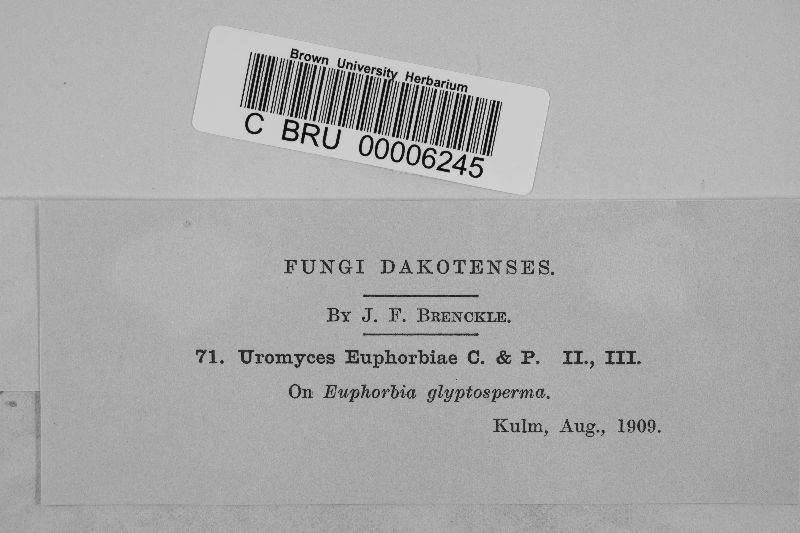 Brown University Herbarium
C BRU 00006245
FUNGI DAKOTENSES.
By J. F. Brenckle.
71. Uromyces Euphorbiae C. & P. II., III.
On Euphorbia glyptosperma.
Kulm, Aug., 1909.